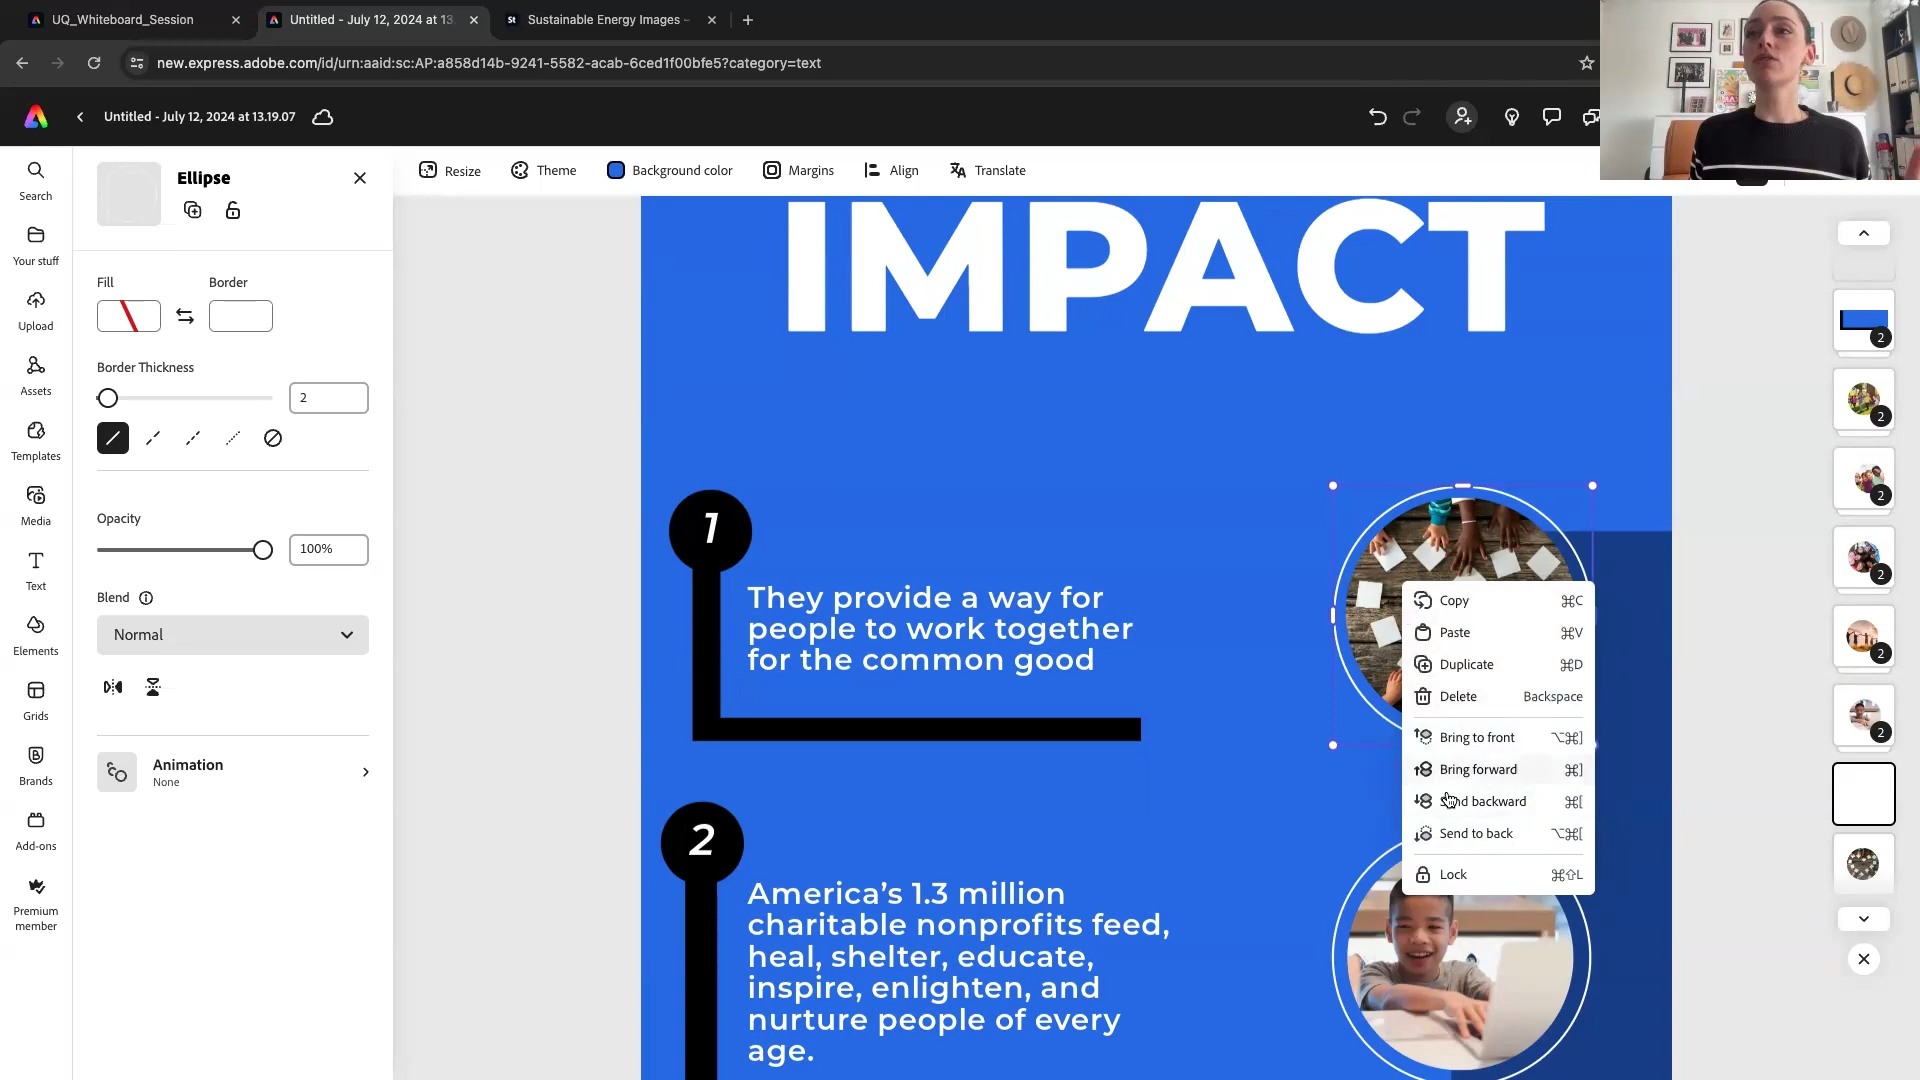 UQ_Whiteboard_Session
Untitled - July 12, 2024 at 13
St
Sustainable Energy Images -
new.express.adobe.com/id/urn:aaid:sc:AP:a858d14b-9241-5582-acab-6ced1f00bfe5?category=text
Untitled - July 12, 2024 at 13.19.07
Search
Your stuff
Upload
Assets
Templates
Media
Text
Elements
Grids
Brands
Add-ons
Premium
member
Ellipse
Fill
Border
Border Thickness
2
Opacity
100%
Blend
Normal
Animation
None
Resize
Theme
Background color
Margins
Align
Translate
IMPACT
1
They provide a way for
people to work together
for the common good
2
America’s 1.3 million
charitable nonprofits feed,
heal, shelter, educate,
inspire, enlighten, and
nurture people of every
age.
Copy ⌘C
Paste ⌘V
Duplicate ⌘D
Delete Backspace
Bring to front ⌥⌘]
Bring forward ⌘]
Send backward ⌘[
Send to back ⌥⌘[
Lock ⌘⇧L
2
2
2
2
2
2